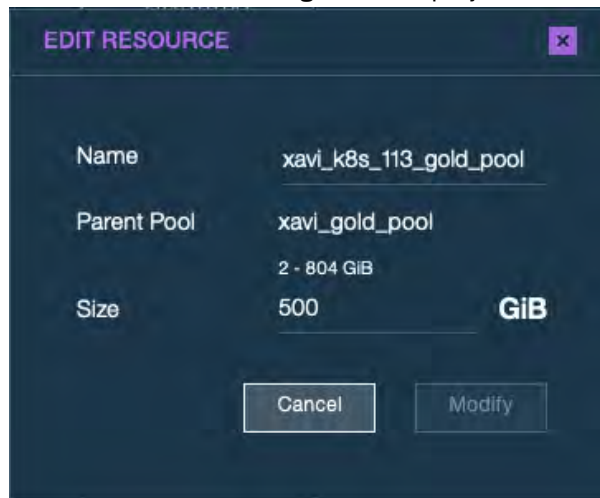 EDIT RESOURCE
Name xavi_k8s_113_gold_pool
Parent Pool xavi_gold_pool
2 - 804 GiB
Size 500 GiB
Cancel Modify